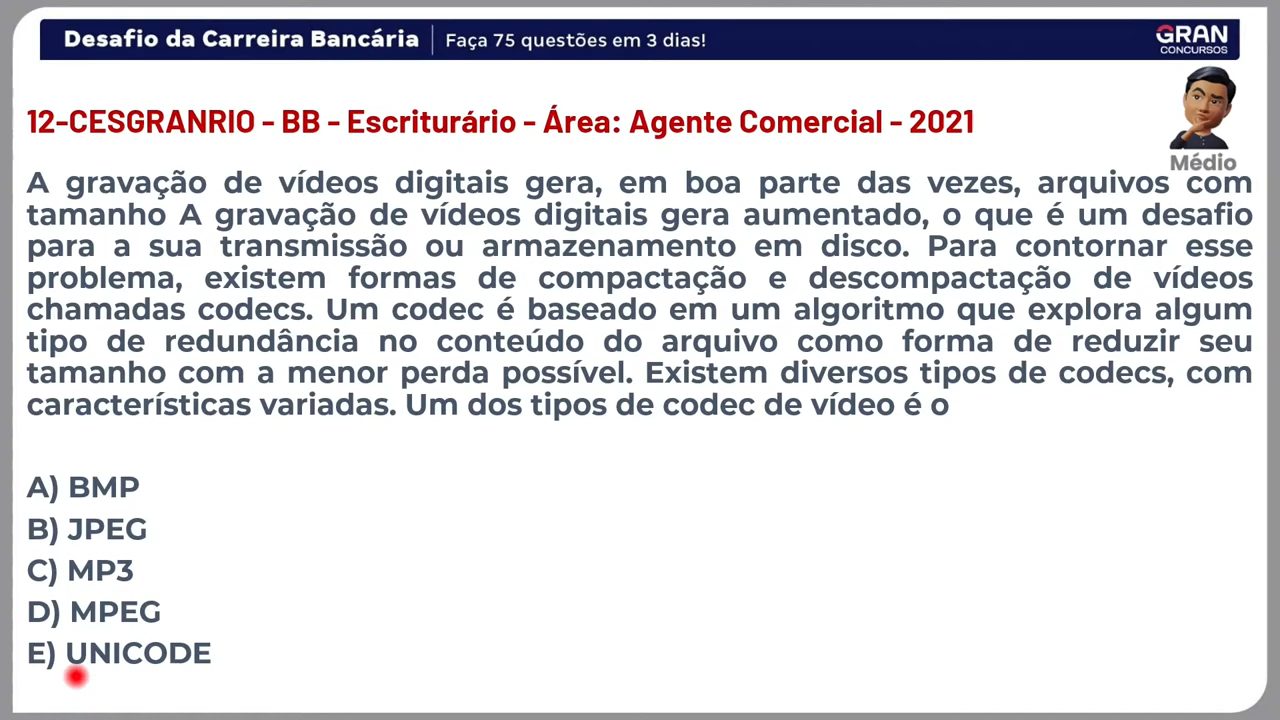 Desafio da Carreira Bancária | Faça 75 questões em 3 dias!
GRAN
CONCURSOS
12-CESGRANRIO - BB - Escriturário - Área: Agente Comercial - 2021
Médio
A gravação de vídeos digitais gera, em boa parte das vezes, arquivos com
tamanho A gravação de vídeos digitais gera aumentado, o que é um desafio
para a sua transmissão ou armazenamento em disco. Para contornar esse
problema, existem formas de compactação e descompactação de vídeos
chamadas codecs. Um codec é baseado em um algoritmo que explora algum
tipo de redundância no conteúdo do arquivo como forma de reduzir seu
tamanho com a menor perda possível. Existem diversos tipos de codecs, com
características variadas. Um dos tipos de codec de vídeo é o
A) BMP
B) JPEG
C) MP3
D) MPEG
E) UNICODE